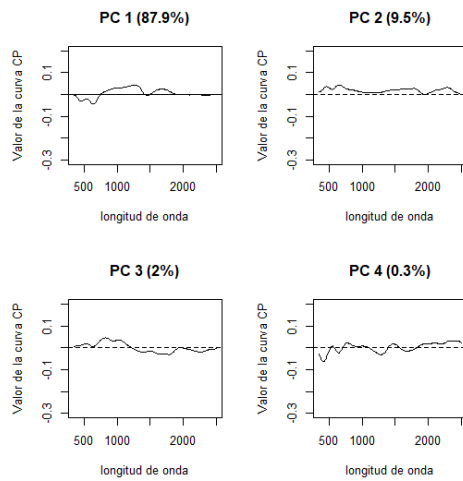 PC 1 (87.9%)
Valor de la curva CP
0.1
-0.1
-0.3
500 1000 2000
longitud de onda
PC 2 (9.5%)
Valor de la curva CP
0.1
-0.1
-0.3
500 1000 2000
longitud de onda
PC 3 (2%)
Valor de la curva CP
0.1
-0.1
-0.3
500 1000 2000
longitud de onda
PC 4 (0.3%)
Valor de la curva CP
0.1
-0.1
-0.3
500 1000 2000
longitud de onda